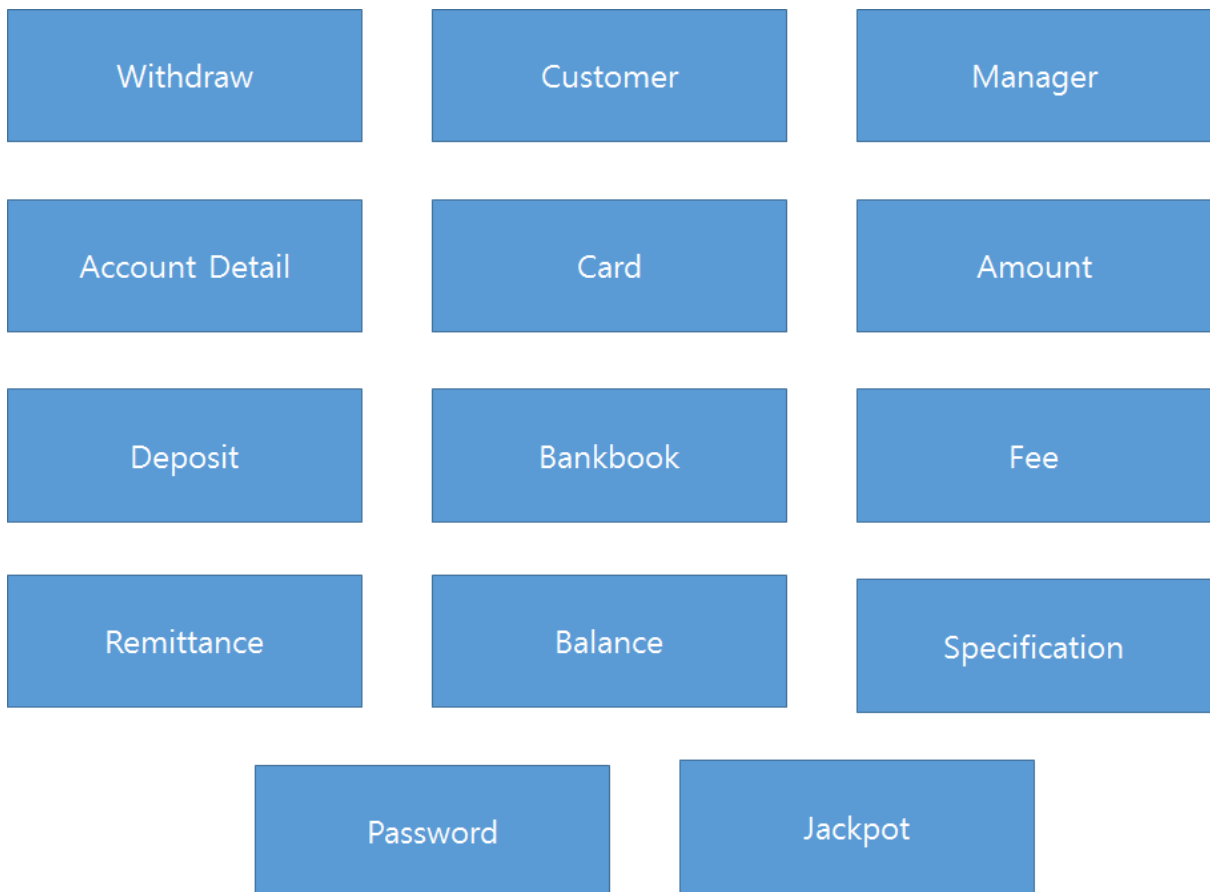 Withdraw
Customer
Manager
Account Detail
Card
Amount
Deposit
Bankbook
Fee
Remittance
Balance
Specification
Password
Jackpot